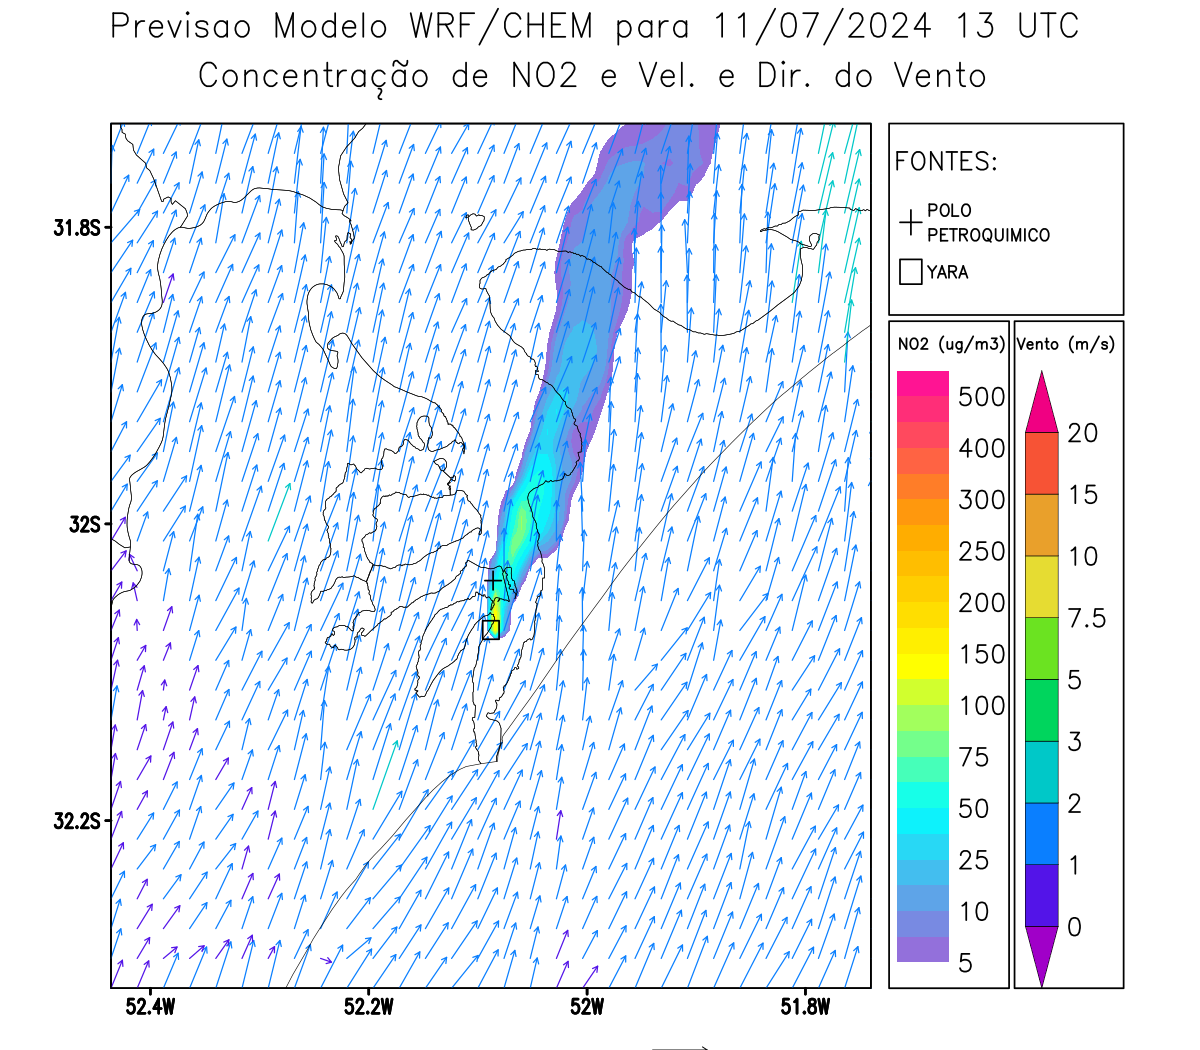 Previsao Modelo WRF/CHEM para 11/07/2024 13 UTC
Concentração de NO2 e Vel. e Dir. do Vento
FONTES:
POLO
PETROQUIMICO
YARA
31.8S
32S
32.2S
52.4W
52.2W
52W
51.8W
NO2 (ug/m3)
500
400
300
250
200
150
100
75
50
25
10
5
Vento (m/s)
20
15
10
7.5
5
3
2
1
0